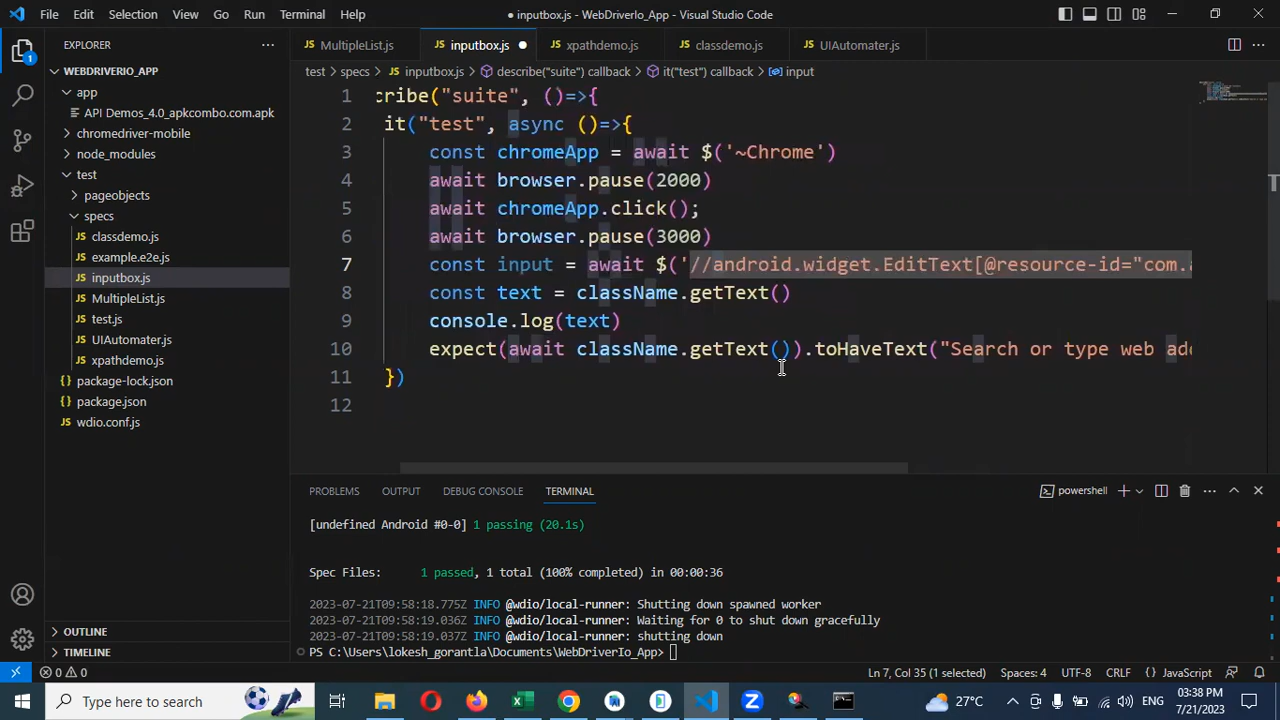 File Edit Selection View Go Run Terminal Help
● inputbox.js - WebDriverIo_App - Visual Studio Code
EXPLORER
WEBDRIVERIO_APP
app
API Demos_4.0_apkcombo.com.apk
chromedriver-mobile
node_modules
test
pageobjects
specs
classdemo.js
example.e2e.js
inputbox.js
MultipleList.js
test.js
UIAutomater.js
xpathdemo.js
package-lock.json
package.json
wdio.conf.js
OUTLINE
TIMELINE
MultipleList.js inputbox.js ● xpathdemo.js classdemo.js UIAutomater.js
test > specs > inputbox.js > describe("suite") callback > it("test") callback > input
1 cribe("suite", ()=>{
2 it("test", async ()=>{
3 const chromeApp = await $('~Chrome')
4 await browser.pause(2000)
5 await chromeApp.click();
6 await browser.pause(3000)
7 const input = await $('//android.widget.EditText[@resource-id="com.a
8 const text = className.getText()
9 console.log(text)
10 expect(await className.getText()).toHaveText("Search or type web add
11 })
12
PROBLEMS OUTPUT DEBUG CONSOLE TERMINAL
powershell
[undefined Android #0-0] 1 passing (20.1s)
Spec Files: 1 passed, 1 total (100% completed) in 00:00:36
2023-07-21T09:58:18.775Z INFO @wdio/local-runner: Shutting down spawned worker
2023-07-21T09:58:19.036Z INFO @wdio/local-runner: Waiting for 0 to shut down gracefully
2023-07-21T09:58:19.037Z INFO @wdio/local-runner: shutting down
PS C:\Users\lokesh_gorantla\Documents\WebDriverIo_App>
0 0 Ln 7, Col 35 (1 selected) Spaces: 4 UTF-8 CRLF JavaScript
Type here to search
27°C
ENG
03:38 PM
7/21/2023